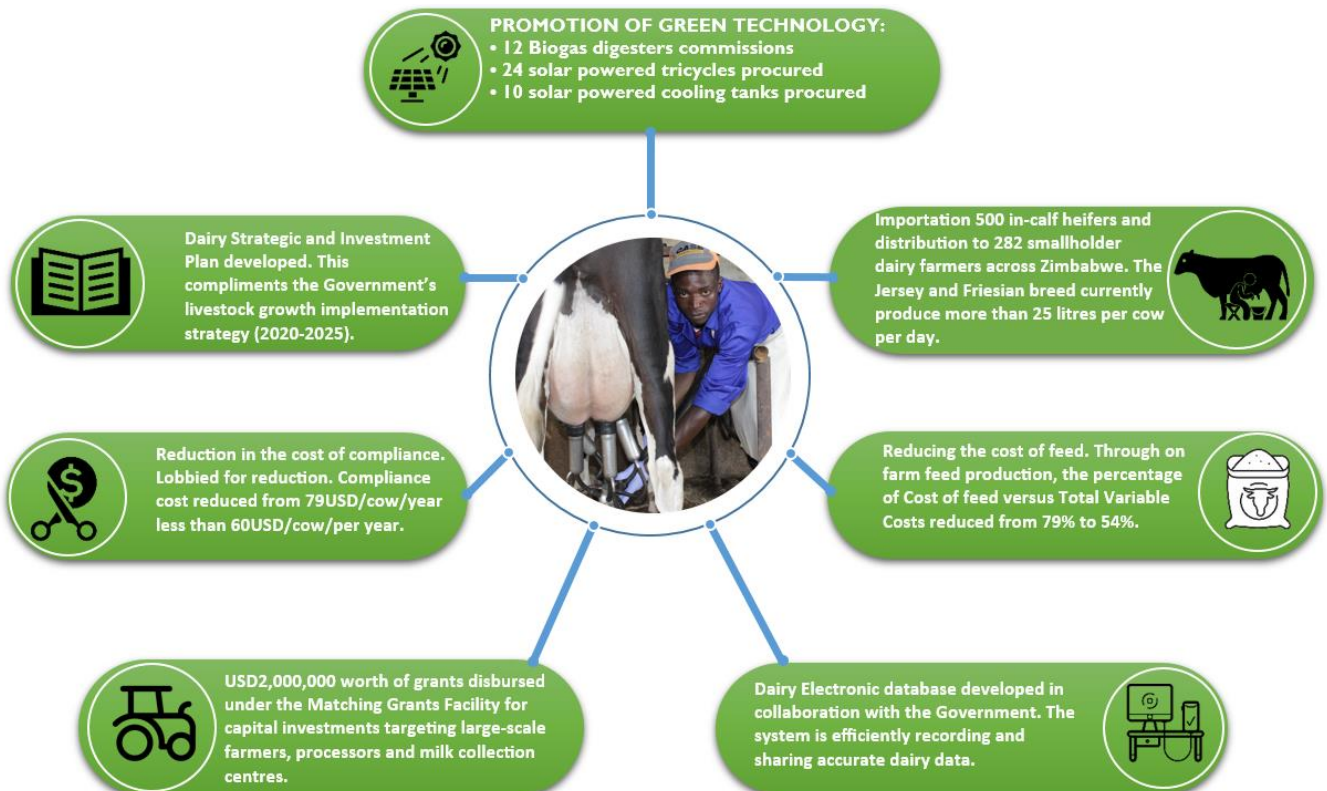 PROMOTION OF GREEN TECHNOLOGY:
• 12 Biogas digesters commissions
• 24 solar powered tricycles procured
• 10 solar powered cooling tanks procured
Dairy Strategic and Investment
Plan developed. This
compliments the Government's
livestock growth implementation
strategy (2020-2025).
Importation 500 in-calf heifers and
distribution to 282 smallholder
dairy farmers across Zimbabwe. The
Jersey and Friesian breed currently
produce more than 25 litres per cow
per day.
Reduction in the cost of compliance.
Lobbied for reduction. Compliance
cost reduced from 79USD/cow/year
less than 60USD/cow/per year.
Reducing the cost of feed. Through on
farm feed production, the percentage
of Cost of feed versus Total Variable
Costs reduced from 79% to 54%.
USD2,000,000 worth of grants disbursed
under the Matching Grants Facility for
capital investments targeting large-scale
farmers, processors and milk collection
centres.
Dairy Electronic database developed in
collaboration with the Government. The
system is efficiently recording and
sharing accurate dairy data.